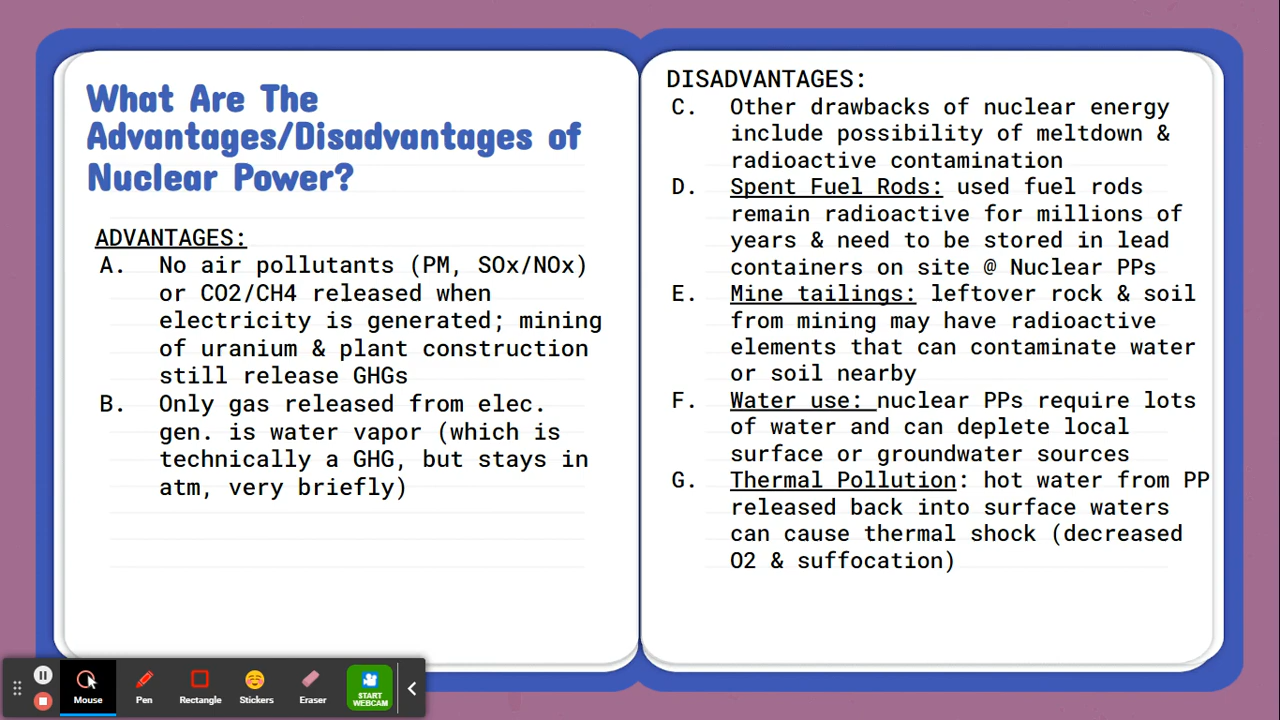 What Are The
Advantages/Disadvantages of
Nuclear Power?
ADVANTAGES:
A. No air pollutants (PM, SOx/NOx)
or CO2/CH4 released when
electricity is generated; mining
of uranium & plant construction
still release GHGs
B. Only gas released from elec.
gen. is water vapor (which is
technically a GHG, but stays in
atm, very briefly)
DISADVANTAGES:
C. Other drawbacks of nuclear energy
include possibility of meltdown &
radioactive contamination
D. Spent Fuel Rods: used fuel rods
remain radioactive for millions of
years & need to be stored in lead
containers on site @ Nuclear PPs
E. Mine tailings: leftover rock & soil
from mining may have radioactive
elements that can contaminate water
or soil nearby
F. Water use: nuclear PPs require lots
of water and can deplete local
surface or groundwater sources
G. Thermal Pollution: hot water from PP
released back into surface waters
can cause thermal shock (decreased
O2 & suffocation)
Mouse
Pen
Rectangle
Stickers
Eraser
START
WEBCAM